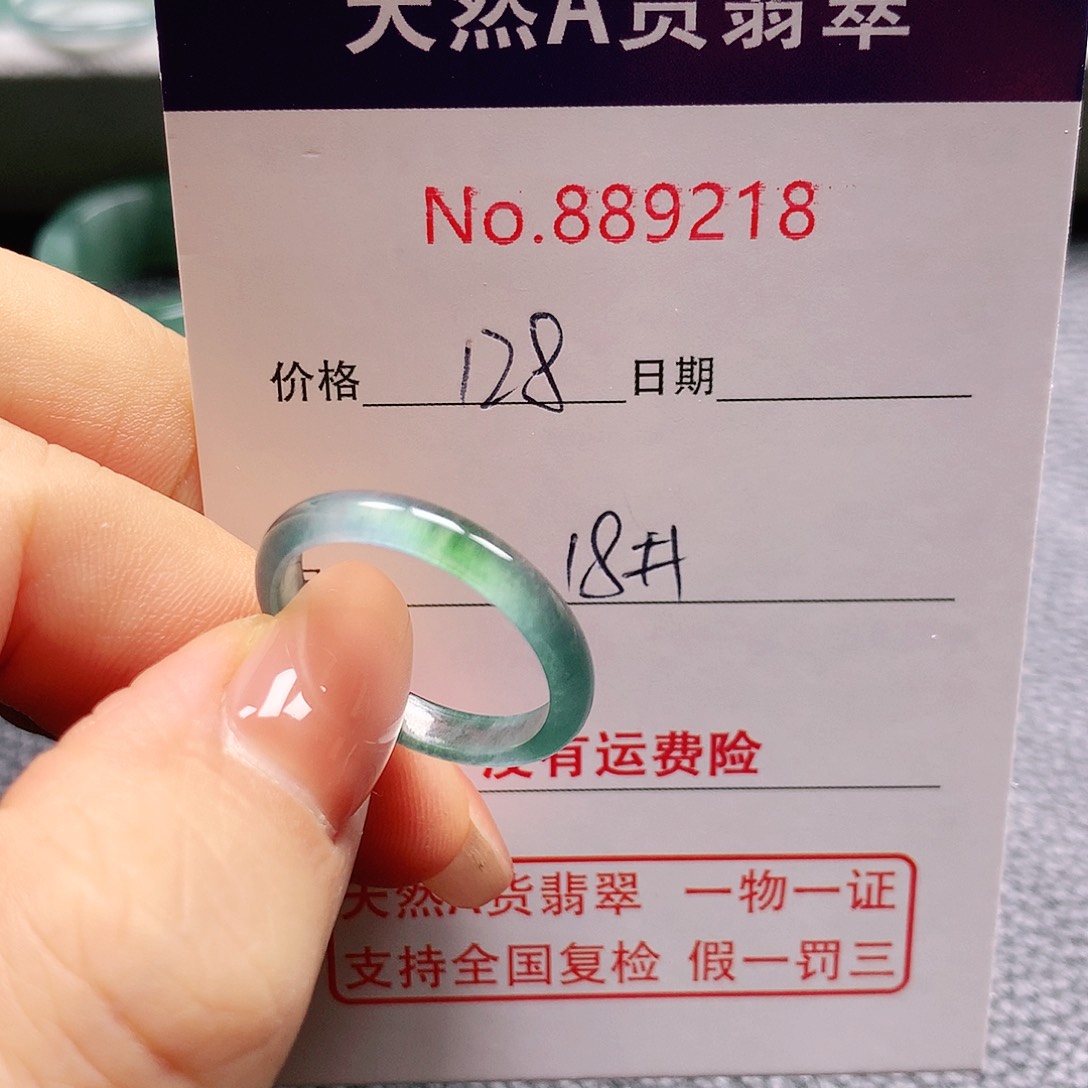 天然A货翡翠
No.889218
价格 128 日期
18#
没有运费险
天然A货翡翠 一物一证
支持全国复检 假一罚三